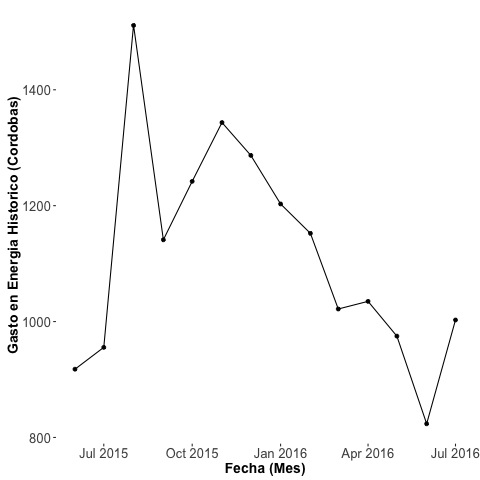 Gasto en Energia Historico (Cordobas)
1400
1200
1000
800
Jul 2015 Oct 2015 Jan 2016 Apr 2016 Jul 2016
Fecha (Mes)